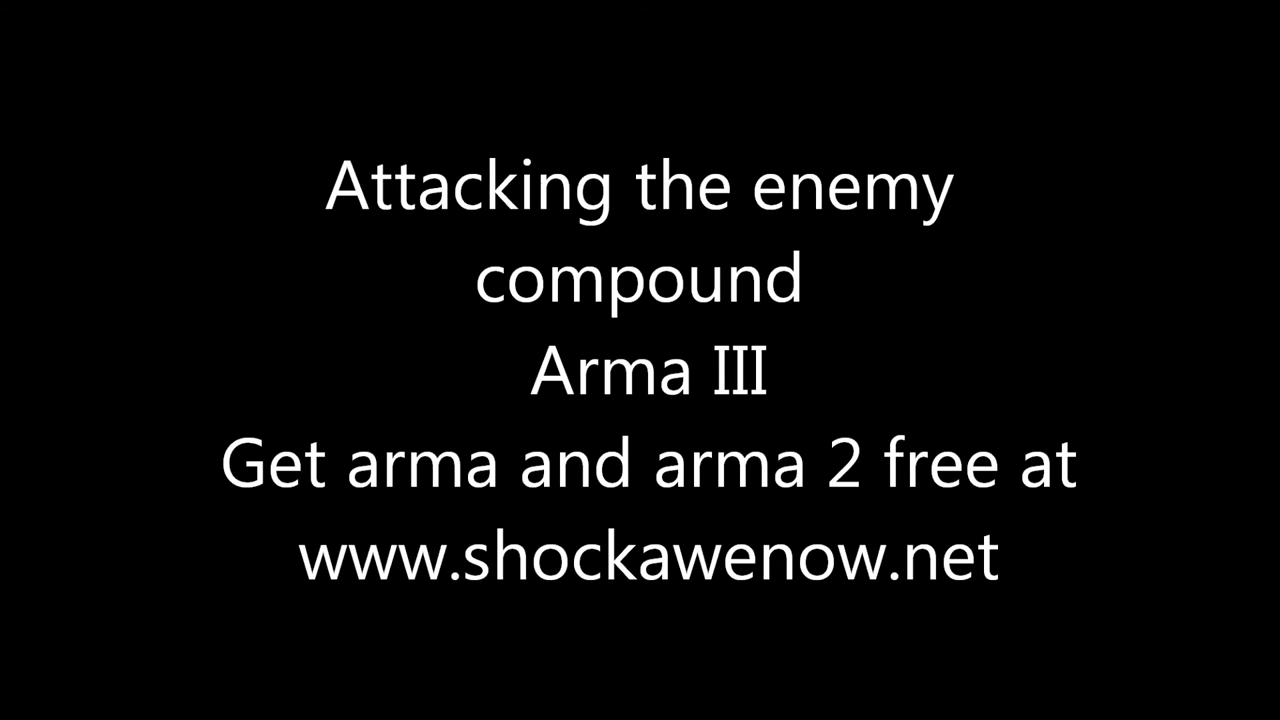 Attacking the enemy
compound
Arma III
Get arma and arma 2 free at
www.shockawenow.net